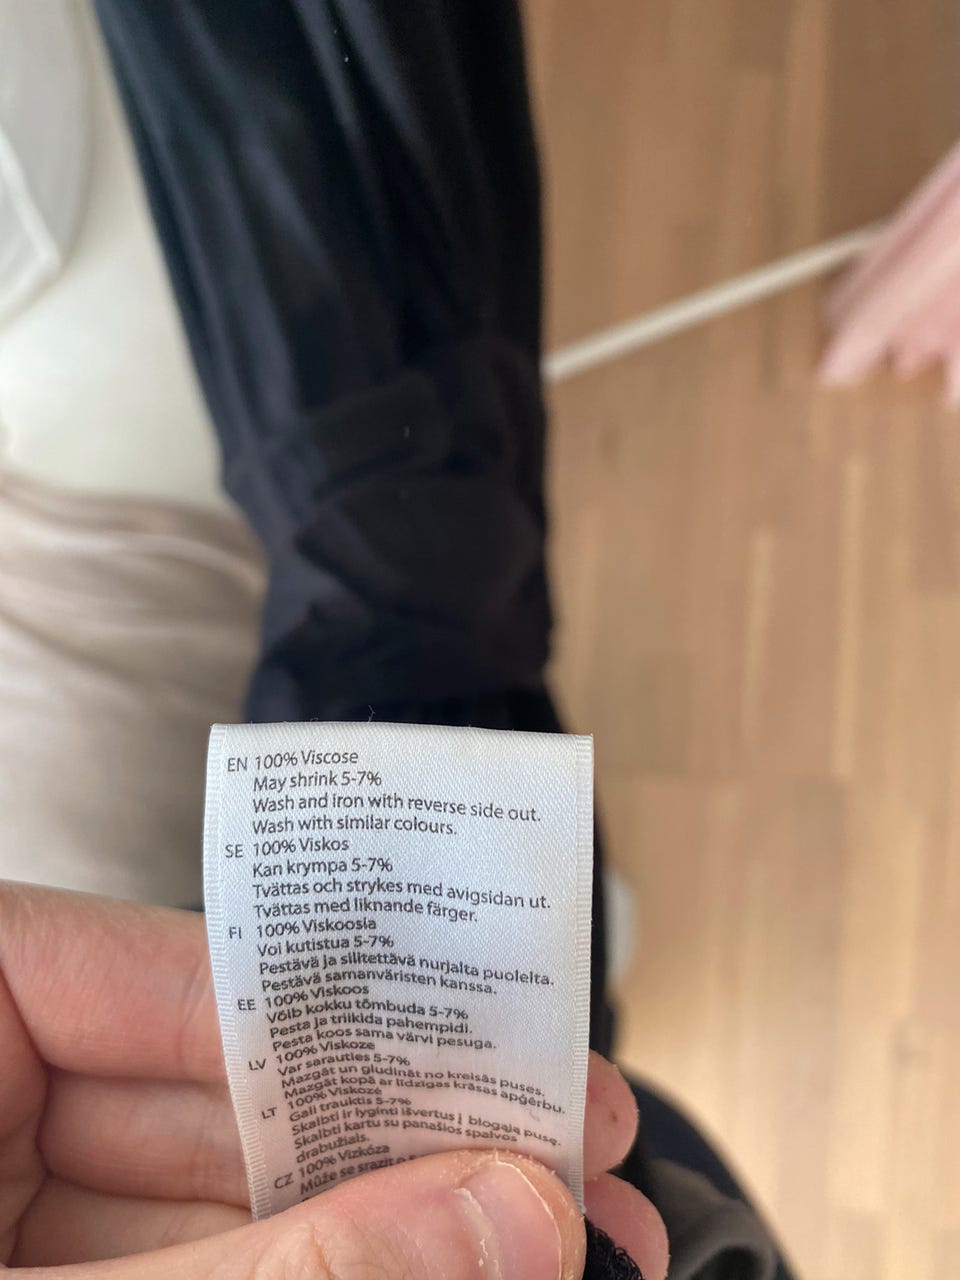 EN 100% Viscose
May shrink 5-7%
Wash and iron with reverse side out.
Wash with similar colours.
SE 100% Viskos
Kan krympa 5-7%
Tvättas och strykes med avigsidan ut.
Tvättas med liknande färger.
FI 100% Viskoosia
Voi kutistua 5-7%
Pestävä ja silitettävä nurjalta puolelta.
Pestävä samanväristen kanssa.
EE 100% Viskoos
Võib kokku tõmbuda 5-7%
Pesta ja triikida pahempidi.
Pesta koos sama värvi pesuga.
LV 100% Viskoze
Var sarauties 5-7%
Mazgāt un gludināt no kreisās puses.
Mazgāt kopā ar līdzīgas krāsas apģērbu.
LT 100% Viskozė
Gali trauktis 5-7%
Skalbti ir lyginti išvertus į blogąją pusę.
Skalbti kartu su panašios spalvos
drabužiais.
CZ 100% Vizkóza
Může se srazit o